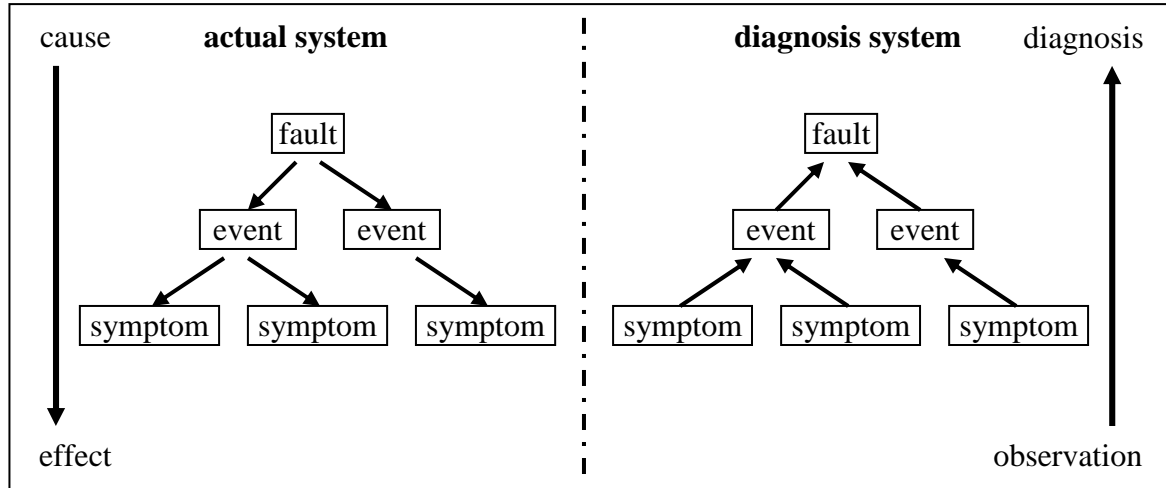 cause actual system diagnosis system diagnosis
fault fault
event event event event
symptom symptom symptom symptom symptom symptom
effect observation